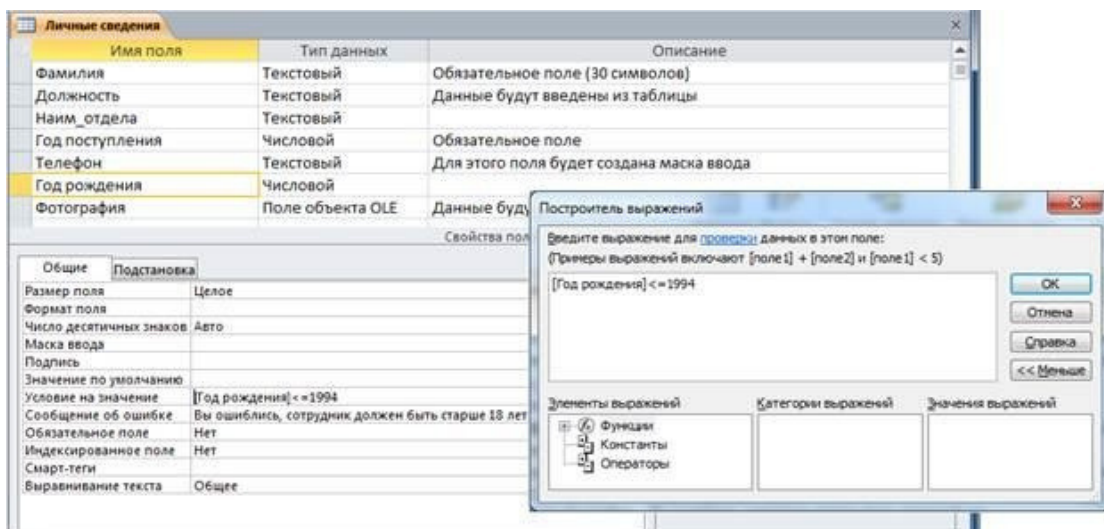 Личные сведения
Имя поля Тип данных Описание
Фамилия Текстовый Обязательное поле (30 символов)
Должность Текстовый Данные будут введены из таблицы
Наим_отдела Текстовый
Год поступления Числовой Обязательное поле
Телефон Текстовый Для этого поля будет создана маска ввода
Год рождения Числовой
Фотография Поле объекта OLE Данные буду
Свойства пол
Общие Подстановка
Размер поля Целое
Формат поля
Число десятичных знаков Авто
Маска ввода
Подпись
Значение по умолчанию
Условие на значение [Год рождения]<=1994
Сообщение об ошибке Вы ошиблись, сотрудник должен быть старше 18 лет
Обязательное поле Нет
Индексированное поле Нет
Смарт-теги
Выравнивание текста Общее
Построитель выражений
Введите выражение для проверки данных в этом поле:
(Примеры выражений включают [поле1] + [поле2] и [поле1] < 5)
[Год рождения]<=1994
OK
Отмена
Справка
<< Меньше
Элементы выражений Категории выражений Значения выражений
Функции
Константы
Операторы